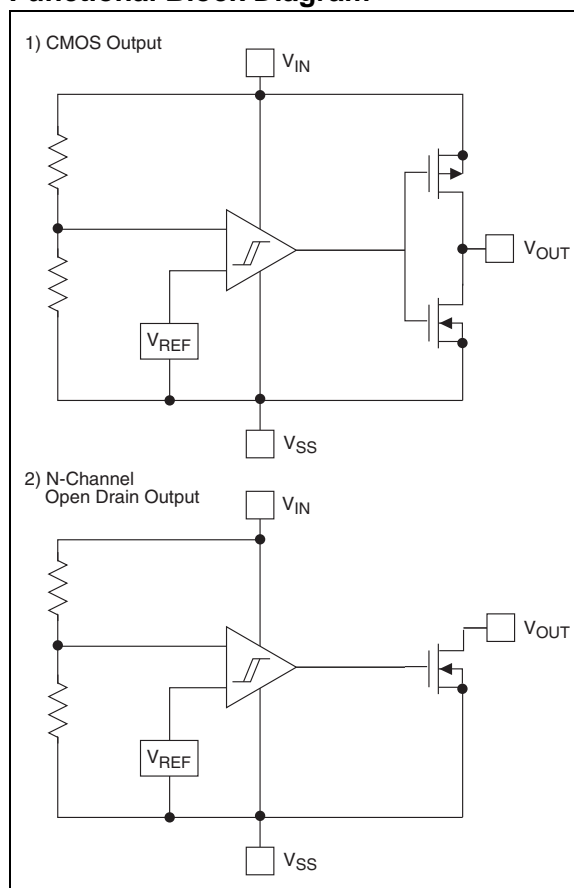 Functional Block Diagram
1) CMOS Output
VIN
VREF
VOUT
VSS
2) N-Channel
Open Drain Output
VIN
VOUT
VREF
VSS